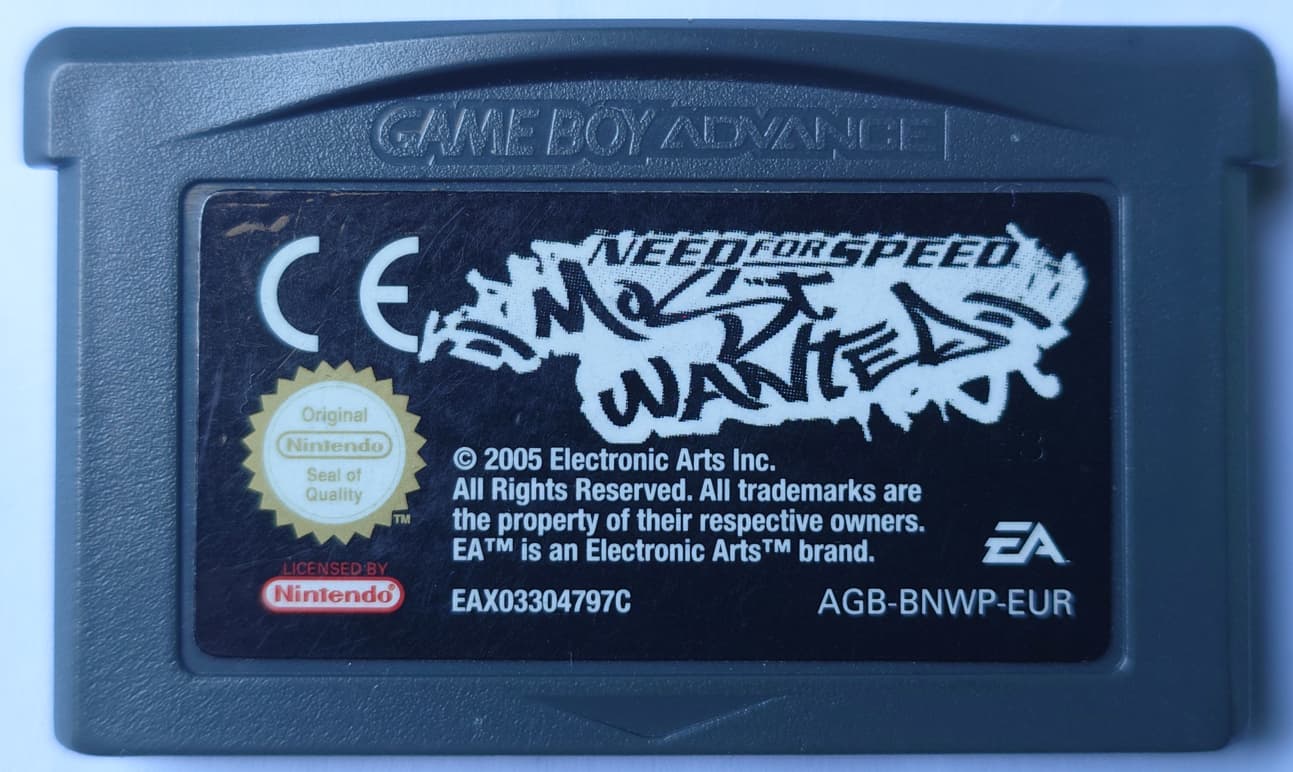 GAME BOY ADVANCE
CE
NEED FOR SPEED
MOST
WANTED
Original
Nintendo
Seal of
Quality
TM
© 2005 Electronic Arts Inc.
All Rights Reserved. All trademarks are
the property of their respective owners.
EA™ is an Electronic Arts™ brand.
EA
LICENSED BY
Nintendo®
EAX03304797C
AGB-BNWP-EUR